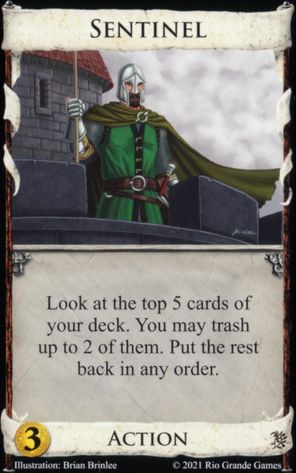 SENTINEL
Look at the top 5 cards of
your deck. You may trash
up to 2 of them. Put the rest
back in any order.
3
ACTION
Illustration: Brian Brinlee © 2021 Rio Grande Games